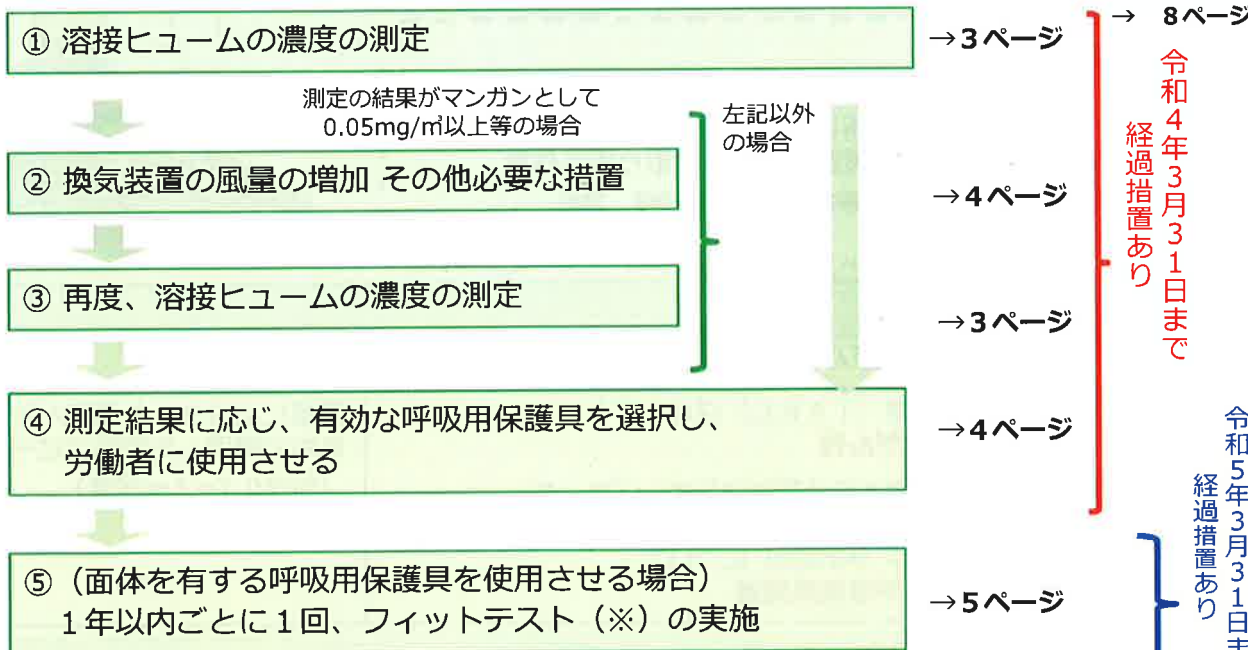 ① 溶接ヒュームの濃度の測定
→3ページ
→ 8ページ
測定の結果がマンガンとして
0.05mg/㎥以上等の場合
左記以外
の場合
② 換気装置の風量の増加 その他必要な措置
→4ページ
③ 再度、溶接ヒュームの濃度の測定
→3ページ
④ 測定結果に応じ、有効な呼吸用保護具を選択し、
労働者に使用させる
→4ページ
⑤ (面体を有する呼吸用保護具を使用させる場合)
1年以内ごとに1回、フィットテスト(※)の実施
→5ページ
令和4年3月31日まで
経過措置あり
令和5年3月31日ま
経過措置あり